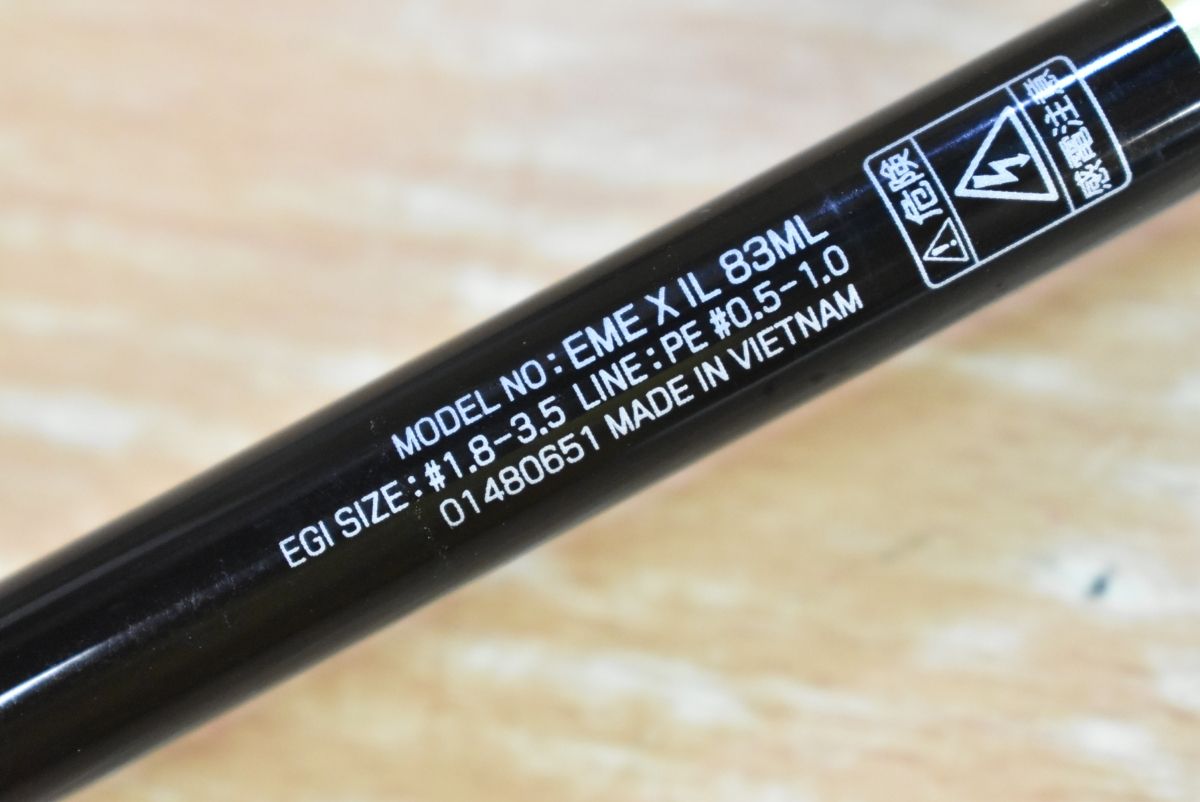 MODEL NO : EME X IL 83ML
EGI SIZE : #1.8-3.5 LINE : PE #0.5-1.0
01480651 MADE IN VIETNAM
危険
感電注意